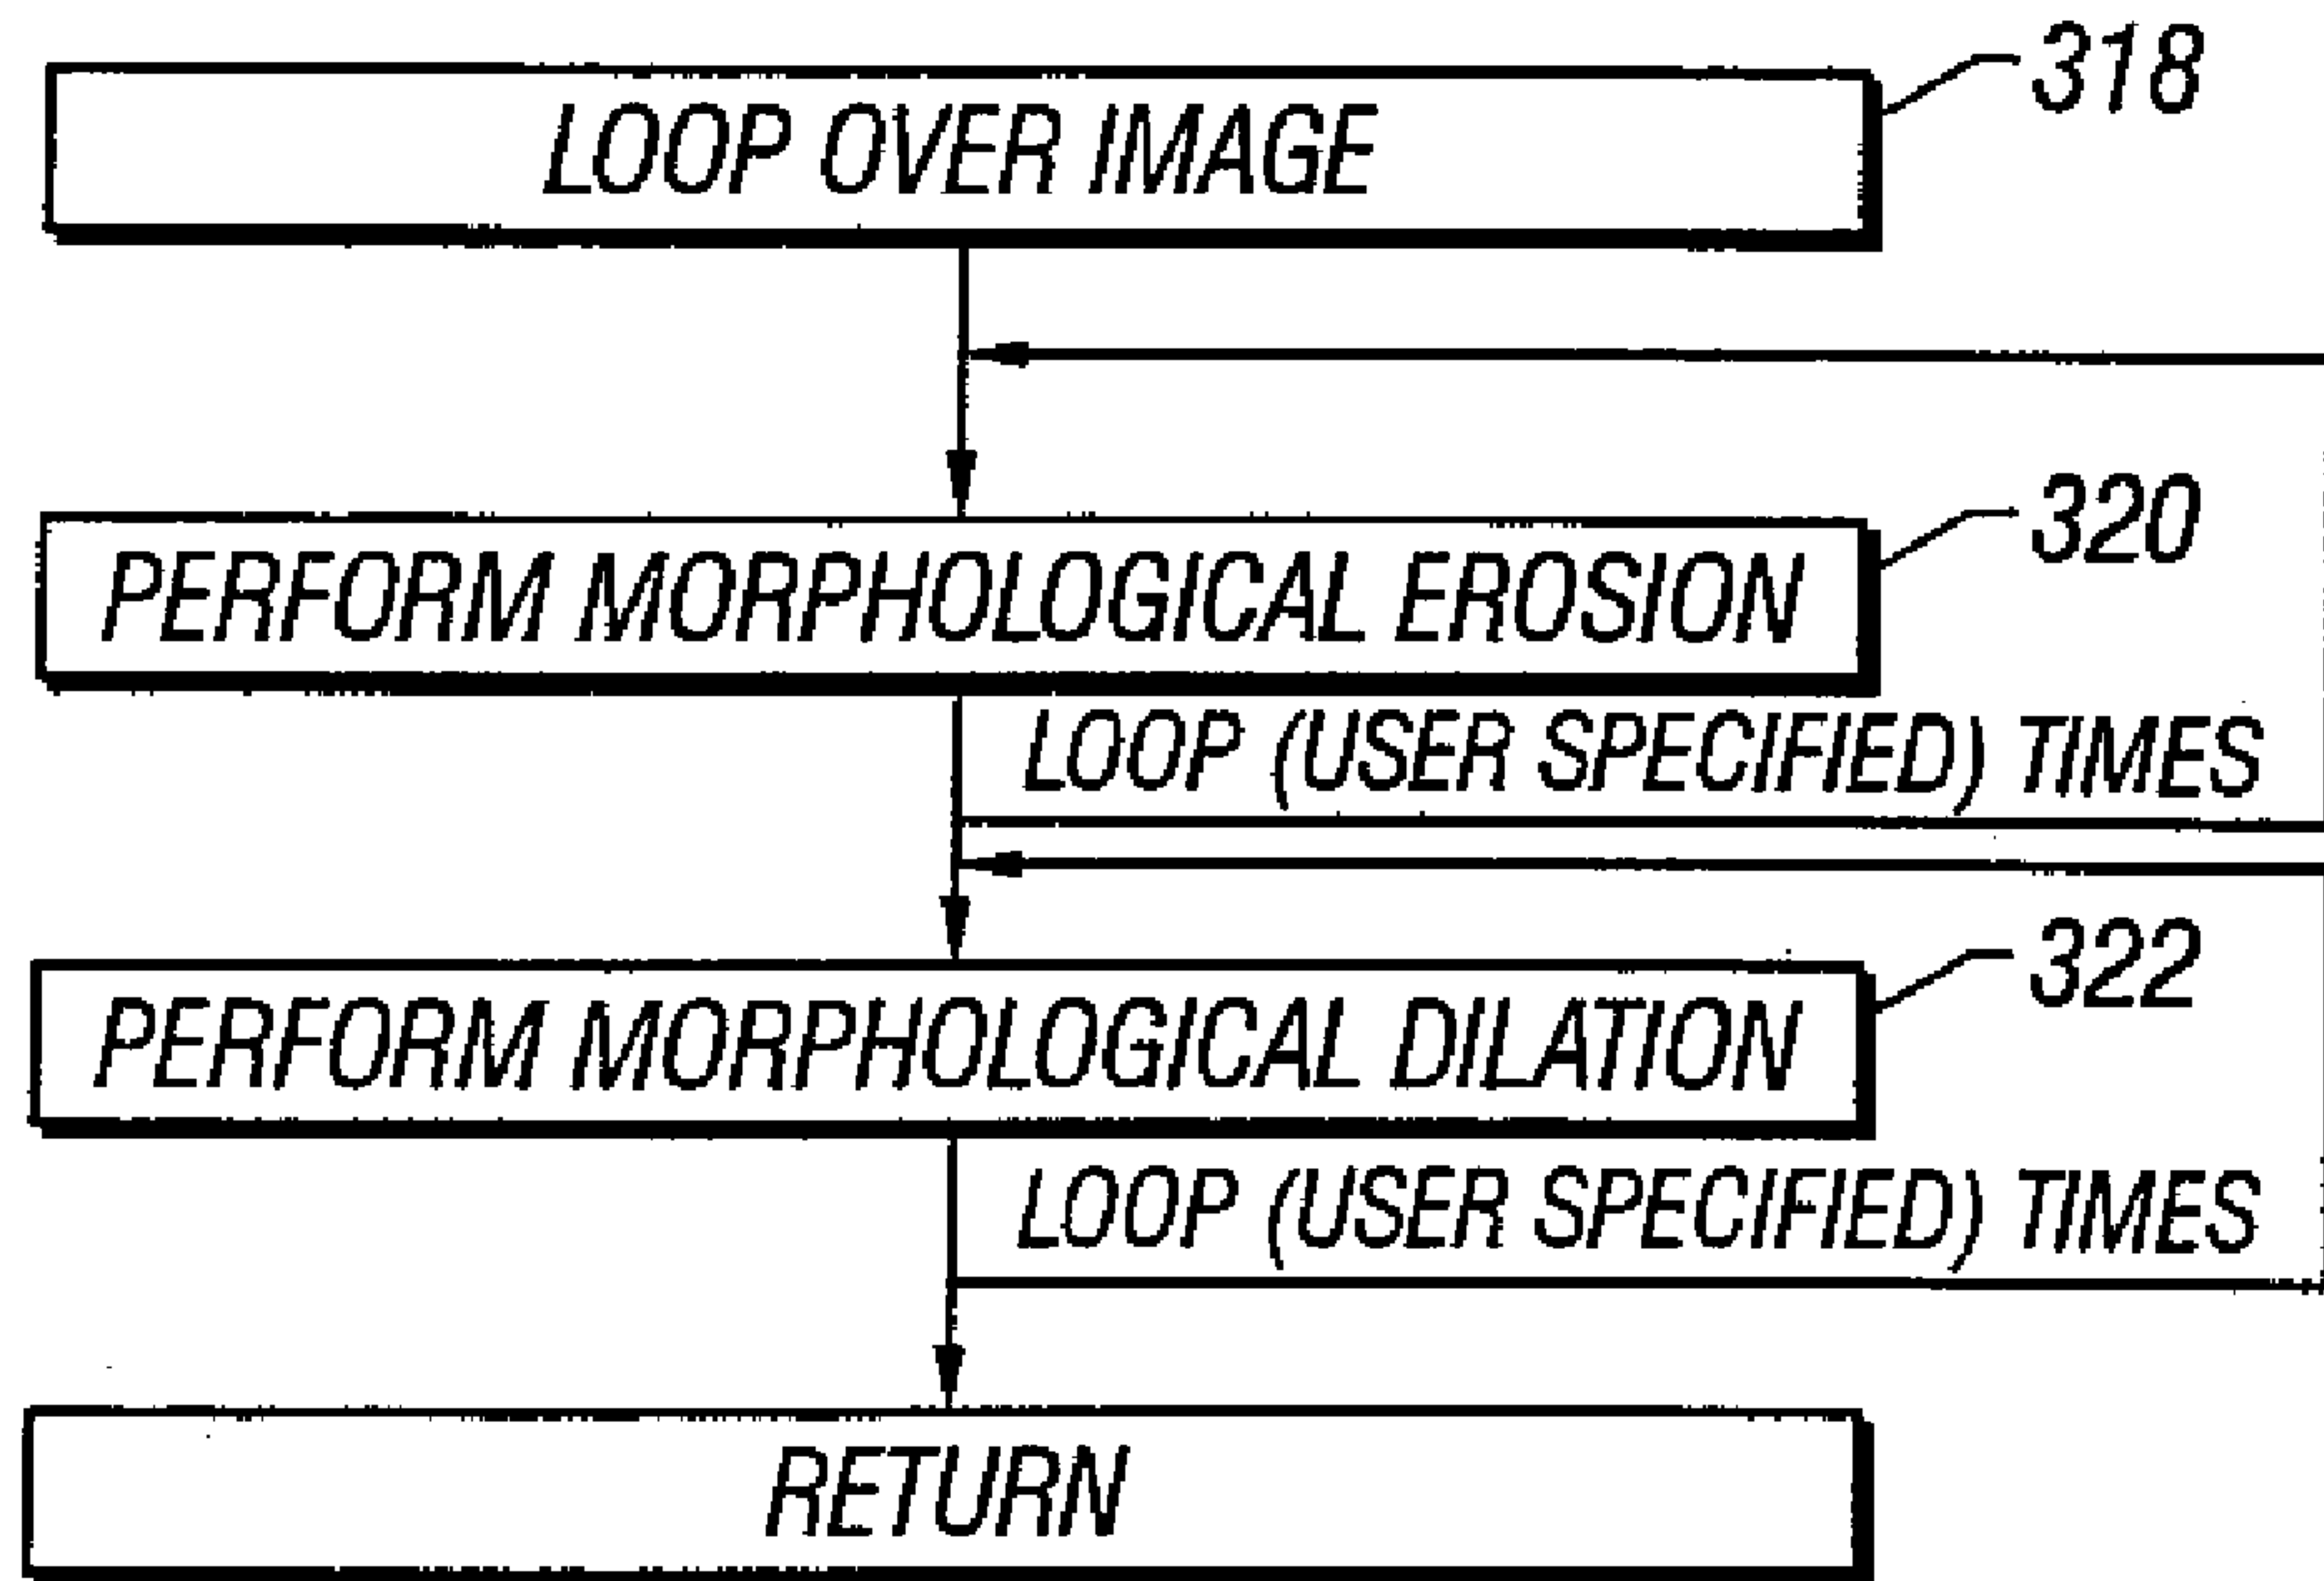 LOOP OVER IMAGE
318
PERFORM MORPHOLOGICAL EROSION
320
LOOP (USER SPECIFIED) TIMES
PERFORM MORPHOLOGICAL DILATION
322
LOOP (USER SPECIFIED) TIMES
RETURN